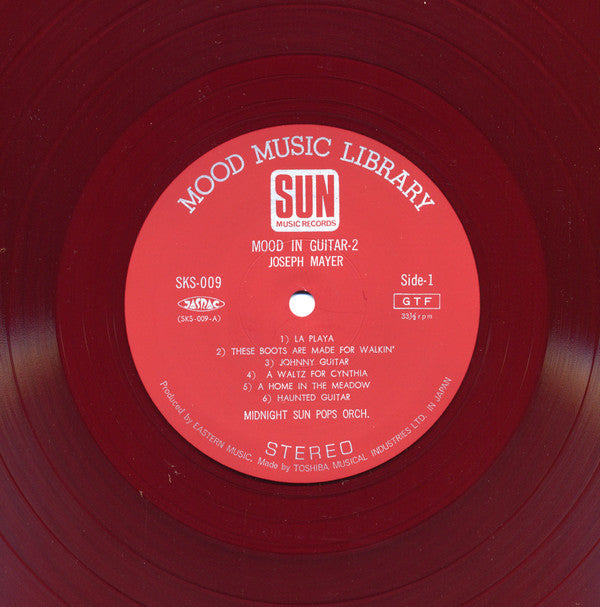 MOOD MUSIC LIBRARY
SUN
MUSIC RECORDS
MOOD IN GUITAR-2
JOSEPH MAYER
SKS-009
Side-1
JASRAC
GTF
(SKS-009-A)
33⅓ rpm
1) LA PLAYA
2) THESE BOOTS ARE MADE FOR WALKIN'
3) JOHNNY GUITAR
4) A WALTZ FOR CYNTHIA
5) A HOME IN THE MEADOW
6) HAUNTED GUITAR
MIDNIGHT SUN POPS ORCH.
STEREO
Produced by EASTERN MUSIC. Made by TOSHIBA MUSICAL INDUSTRIES LTD. IN JAPAN